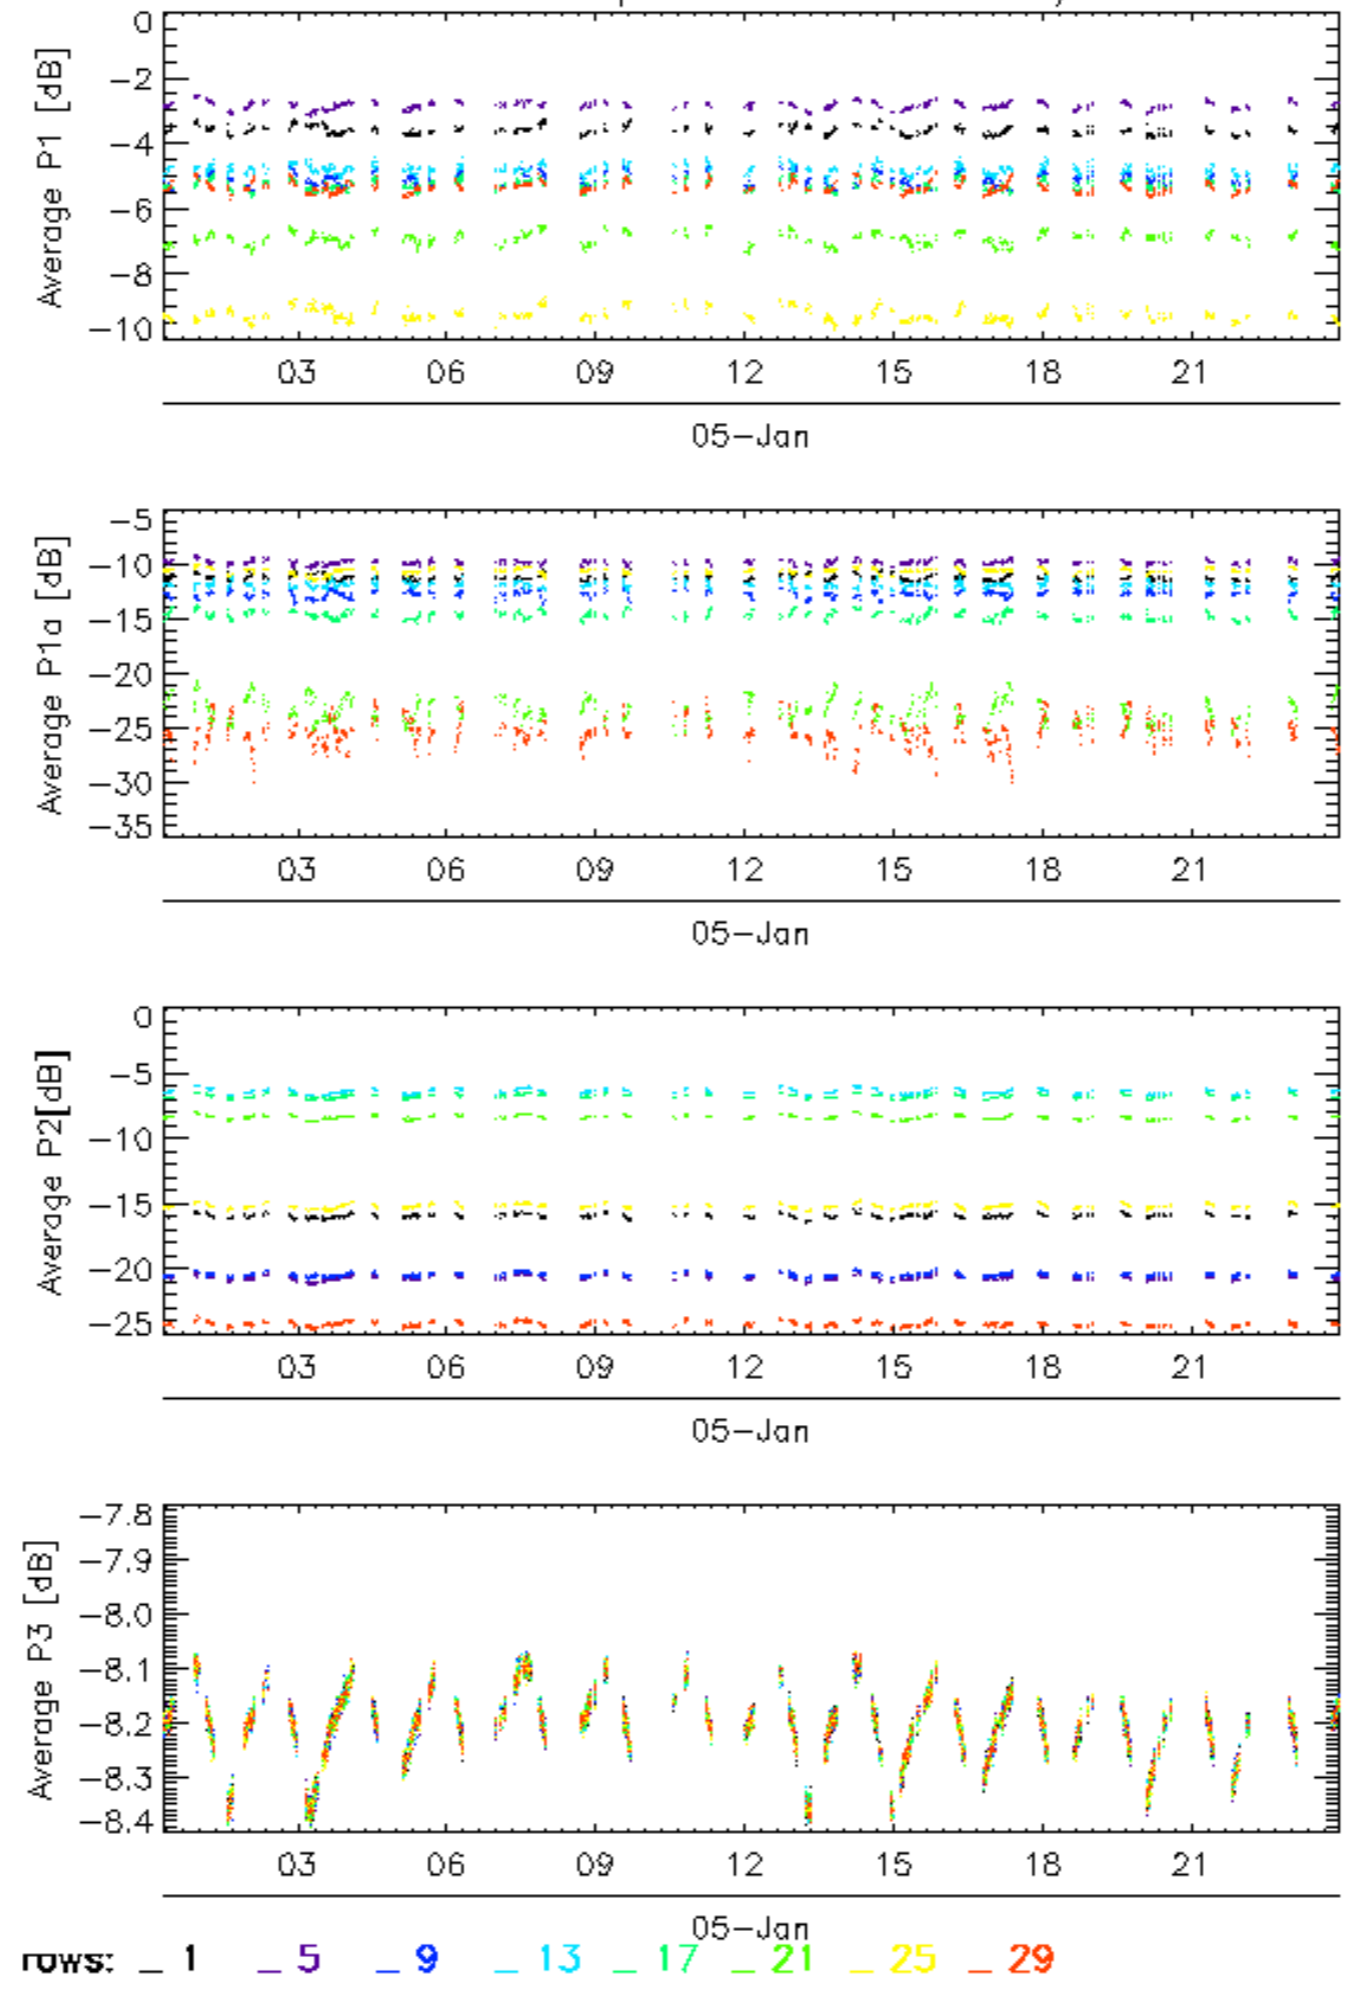 0
−2
−4
−6
−8
−10
Average P1 [dB]
03 06 09 12 15 18 21
05−Jan
−5
−10
−15
−20
−25
−30
−35
Average P1a [dB]
03 06 09 12 15 18 21
05−Jan
0
−5
−10
−15
−20
−25
Average P2[dB]
03 06 09 12 15 18 21
05−Jan
−7.8
−7.9
−8.0
−8.1
−8.2
−8.3
−8.4
Average P3 [dB]
03 06 09 12 15 18 21
05−Jan
rows: _ 1 _ 5 _ 9 _ 13 _ 17 _ 21 _ 25 _ 29